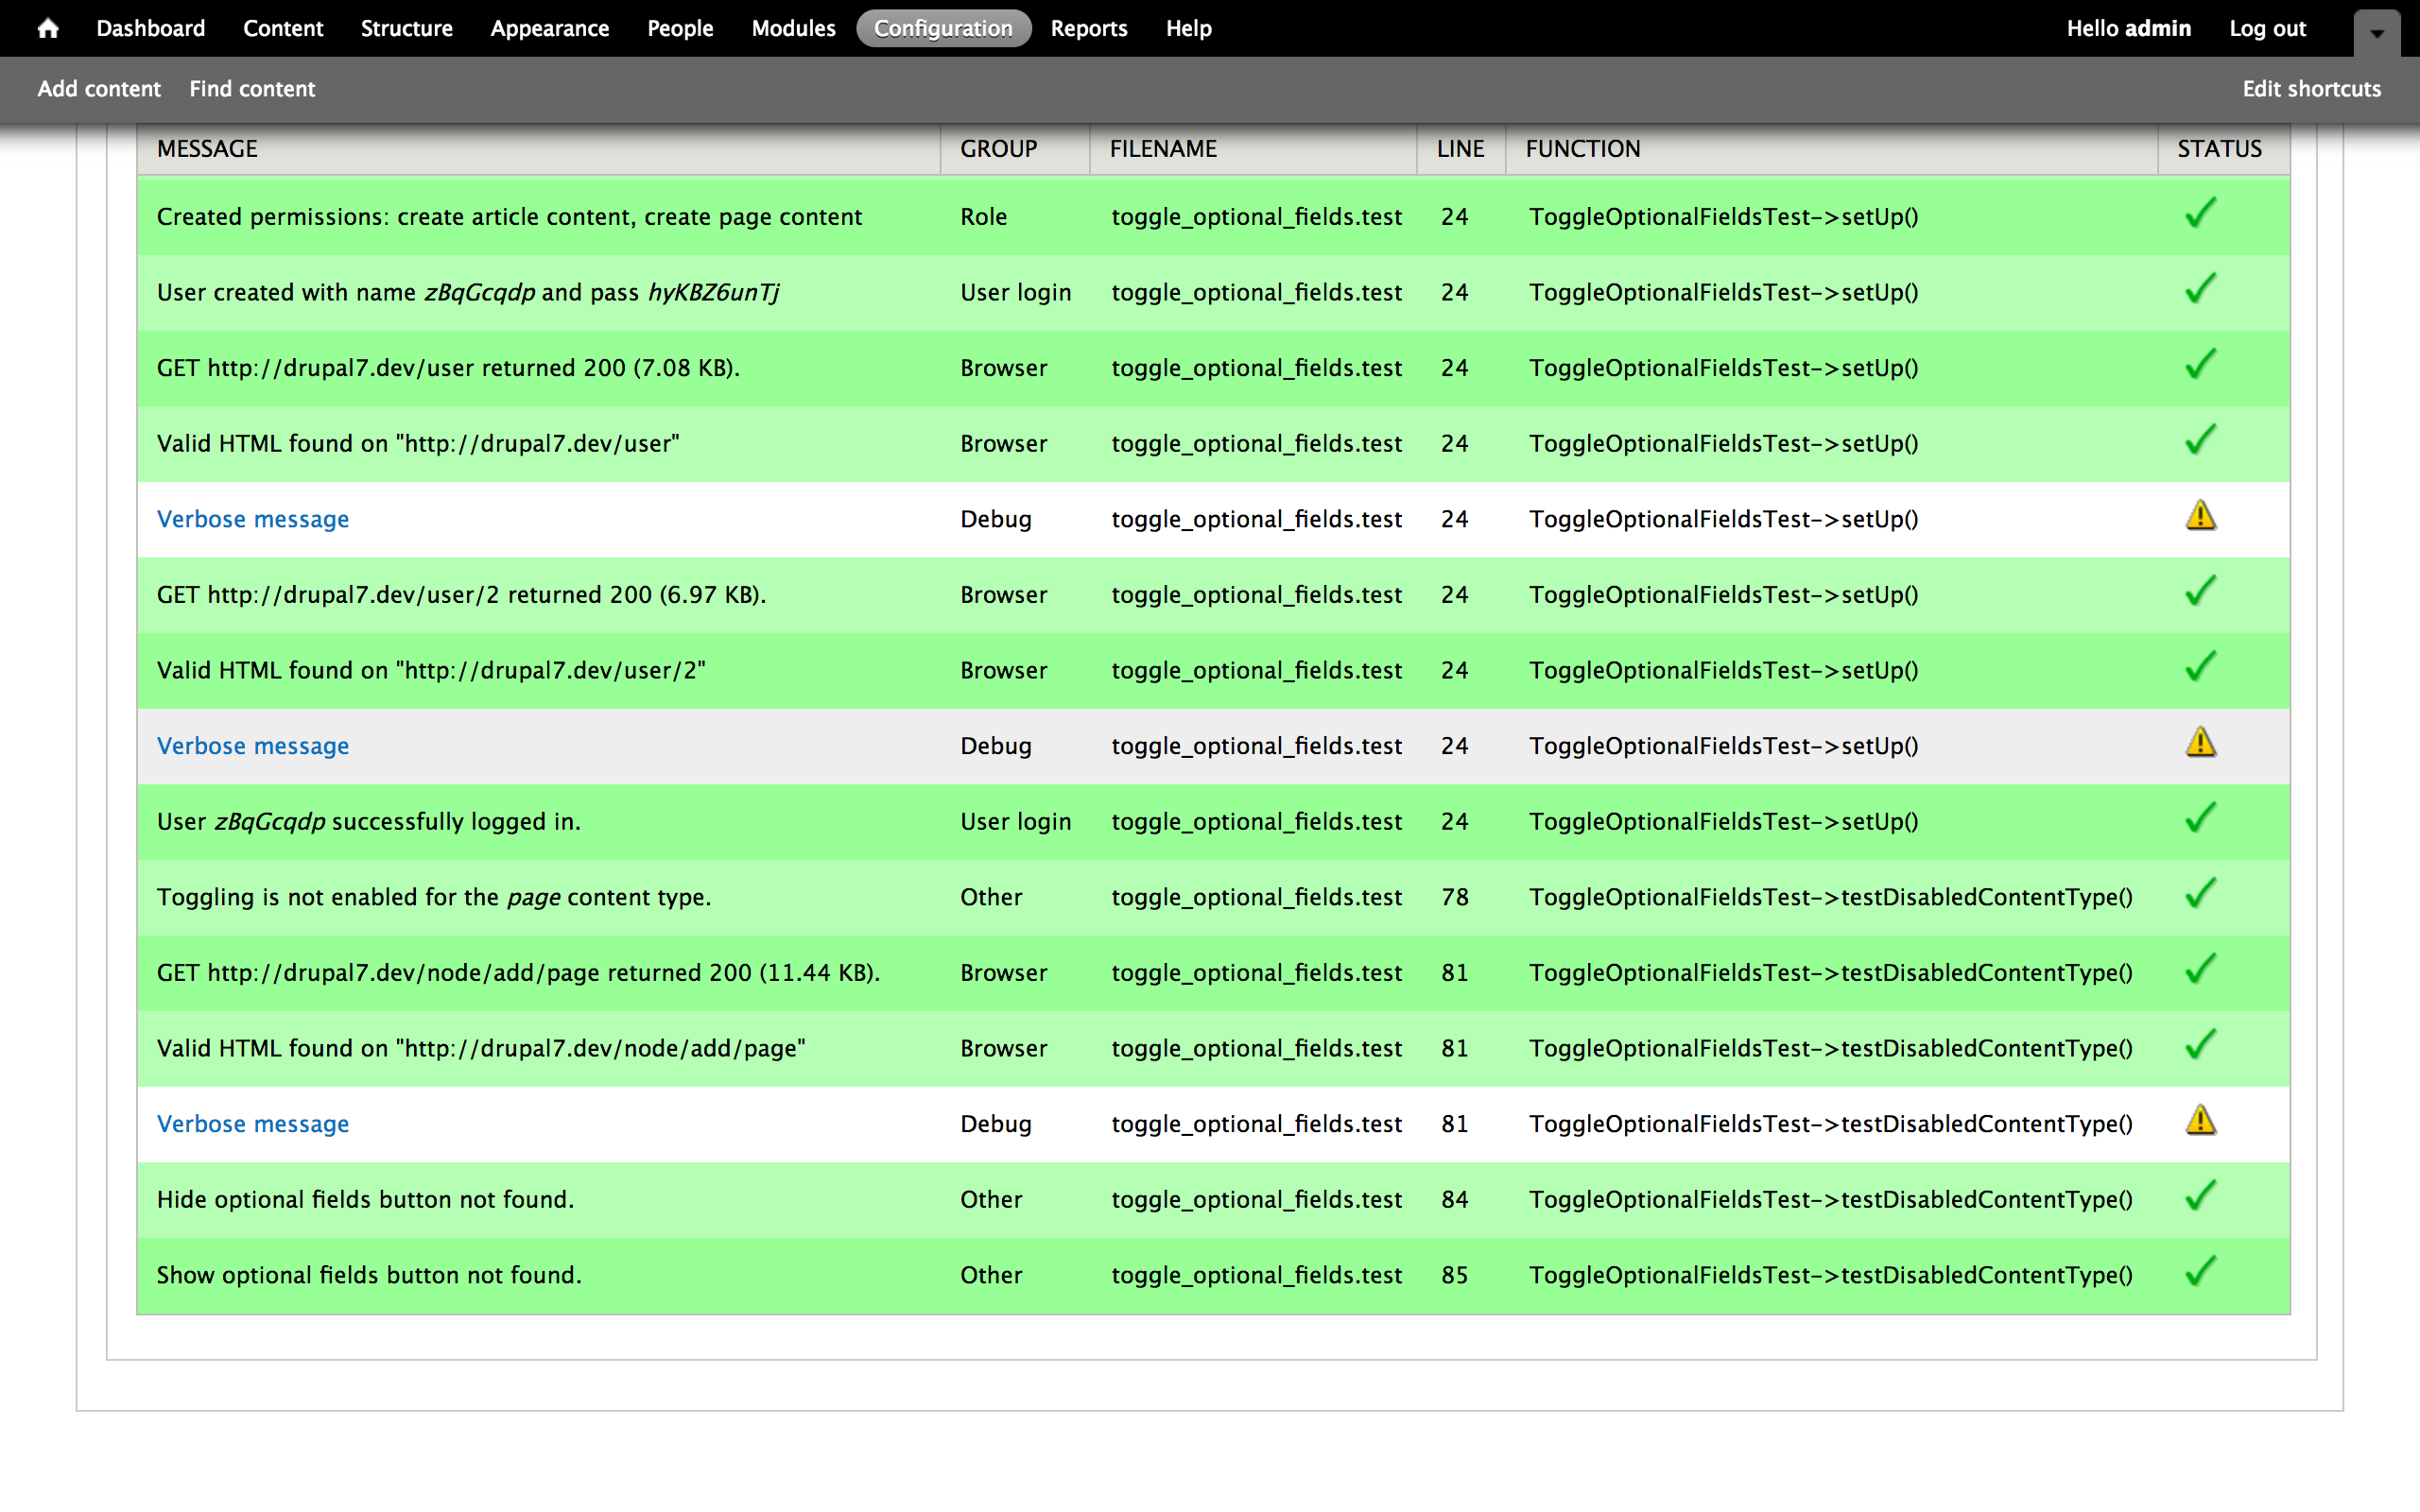 Dashboard Content Structure Appearance People Modules Configuration Reports Help Hello admin Log out
Add content Find content Edit shortcuts
MESSAGE GROUP FILENAME LINE FUNCTION STATUS
Created permissions: create article content, create page content Role toggle_optional_fields.test 24 ToggleOptionalFieldsTest->setUp()
User created with name zBqGcqdp and pass hyKBZ6unTj User login toggle_optional_fields.test 24 ToggleOptionalFieldsTest->setUp()
GET http://drupal7.dev/user returned 200 (7.08 KB). Browser toggle_optional_fields.test 24 ToggleOptionalFieldsTest->setUp()
Valid HTML found on "http://drupal7.dev/user" Browser toggle_optional_fields.test 24 ToggleOptionalFieldsTest->setUp()
Verbose message Debug toggle_optional_fields.test 24 ToggleOptionalFieldsTest->setUp()
GET http://drupal7.dev/user/2 returned 200 (6.97 KB). Browser toggle_optional_fields.test 24 ToggleOptionalFieldsTest->setUp()
Valid HTML found on "http://drupal7.dev/user/2" Browser toggle_optional_fields.test 24 ToggleOptionalFieldsTest->setUp()
Verbose message Debug toggle_optional_fields.test 24 ToggleOptionalFieldsTest->setUp()
User zBqGcqdp successfully logged in. User login toggle_optional_fields.test 24 ToggleOptionalFieldsTest->setUp()
Toggling is not enabled for the page content type. Other toggle_optional_fields.test 78 ToggleOptionalFieldsTest->testDisabledContentType()
GET http://drupal7.dev/node/add/page returned 200 (11.44 KB). Browser toggle_optional_fields.test 81 ToggleOptionalFieldsTest->testDisabledContentType()
Valid HTML found on "http://drupal7.dev/node/add/page" Browser toggle_optional_fields.test 81 ToggleOptionalFieldsTest->testDisabledContentType()
Verbose message Debug toggle_optional_fields.test 81 ToggleOptionalFieldsTest->testDisabledContentType()
Hide optional fields button not found. Other toggle_optional_fields.test 84 ToggleOptionalFieldsTest->testDisabledContentType()
Show optional fields button not found. Other toggle_optional_fields.test 85 ToggleOptionalFieldsTest->testDisabledContentType()